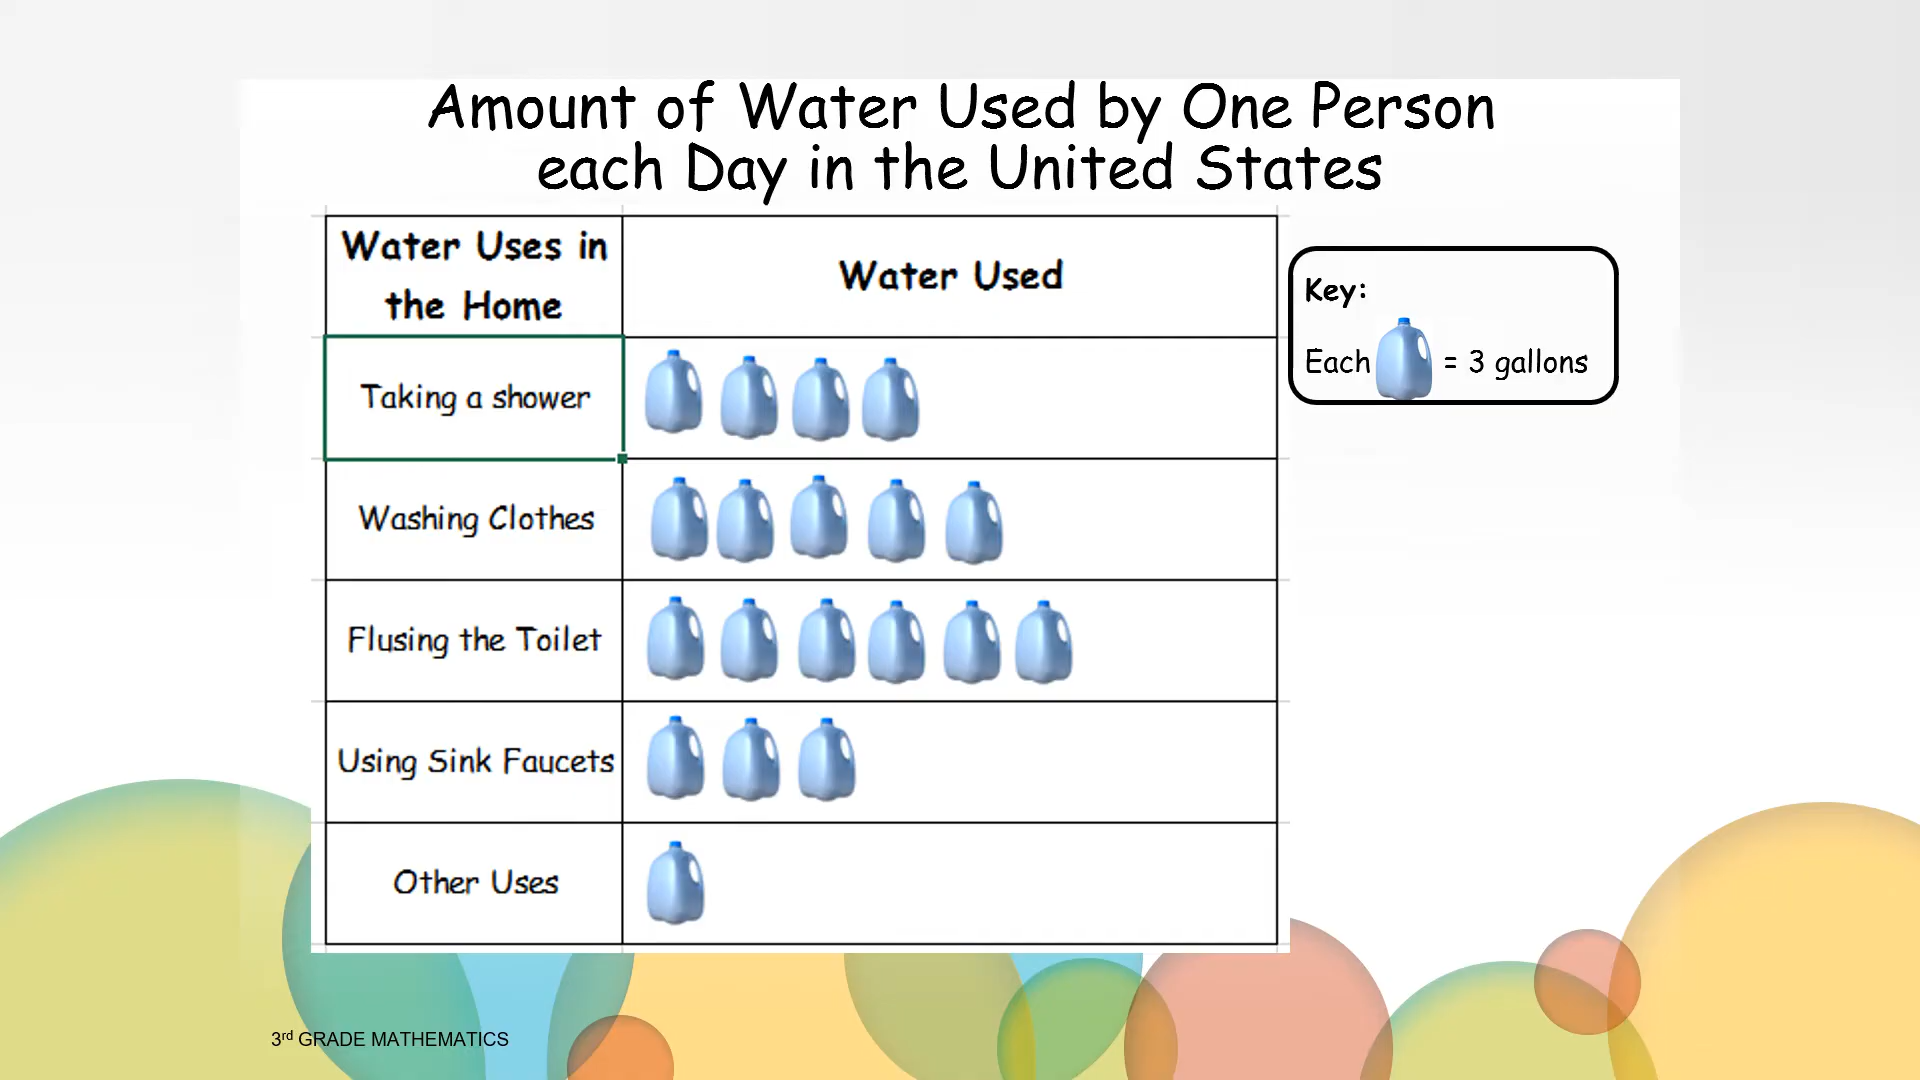 Amount of Water Used by One Person
each Day in the United States
Water Uses in
the Home
Water Used
Key:
Each = 3 gallons
Taking a shower
Washing Clothes
Flusing the Toilet
Using Sink Faucets
Other Uses
3rd GRADE MATHEMATICS